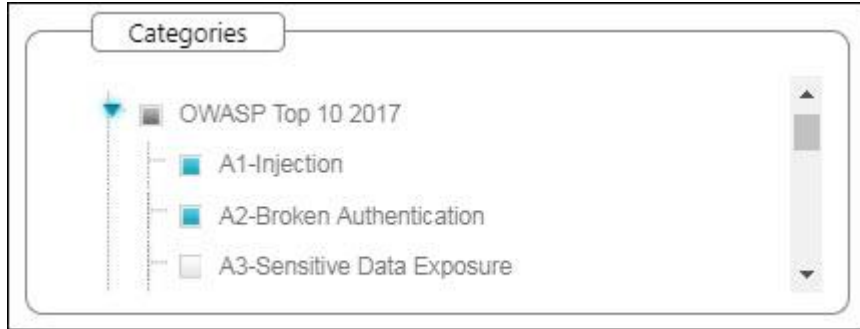 Categories
OWASP Top 10 2017
A1-Injection
A2-Broken Authentication
A3-Sensitive Data Exposure